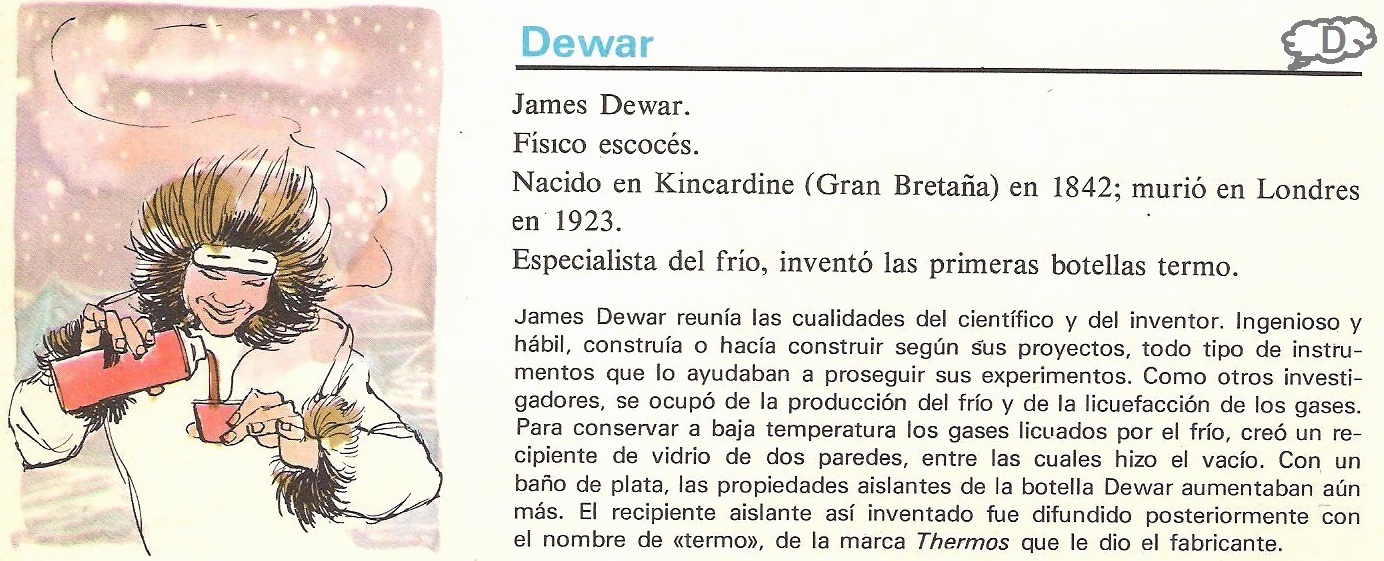 Dewar
D
James Dewar.
Físico escocés.
Nacido en Kincardine (Gran Bretaña) en 1842; murió en Londres
en 1923.
Especialista del frío, inventó las primeras botellas termo.
James Dewar reunía las cualidades del científico y del inventor. Ingenioso y
hábil, construía o hacía construir según sus proyectos, todo tipo de instru-
mentos que lo ayudaban a proseguir sus experimentos. Como otros investi-
gadores, se ocupó de la producción del frío y de la licuefacción de los gases.
Para conservar a baja temperatura los gases licuados por el frío, creó un re-
cipiente de vidrio de dos paredes, entre las cuales hizo el vacío. Con un
baño de plata, las propiedades aislantes de la botella Dewar aumentaban aún
más. El recipiente aislante así inventado fue difundido posteriormente con
el nombre de «termo», de la marca Thermos que le dio el fabricante.